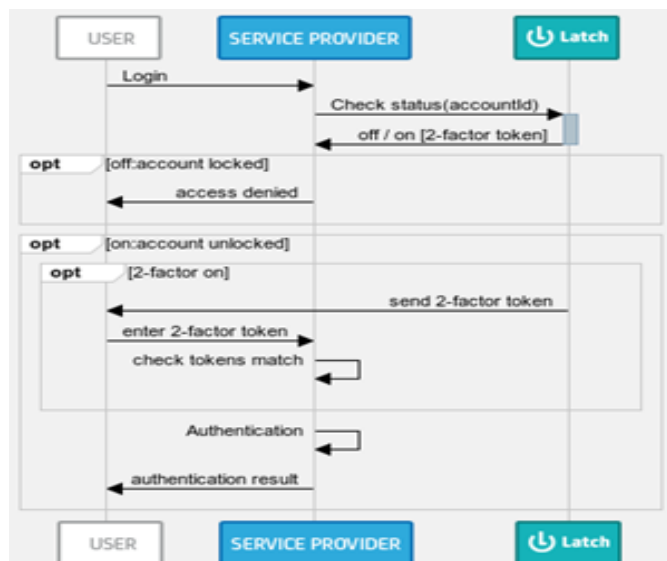 USER
SERVICE PROVIDER
Latch
Login
Check status(accountId)
off / on [2-factor token]
opt
[off:account locked]
access denied
opt
[on:account unlocked]
opt
[2-factor on]
send 2-factor token
enter 2-factor token
check tokens match
Authentication
authentication result
USER
SERVICE PROVIDER
Latch